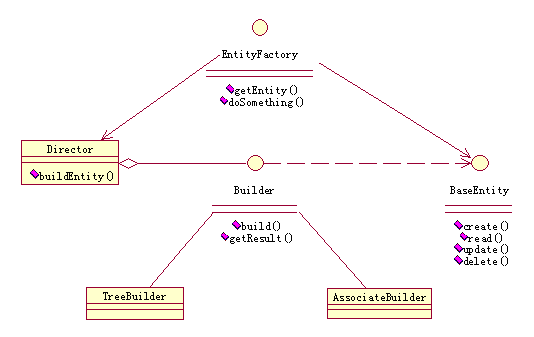 EntityFactory
getEntity()
doSomething()
Director
buildEntity()
Builder
build()
getResult()
BaseEntity
create()
read()
update()
delete()
TreeBuilder
AssociateBuilder